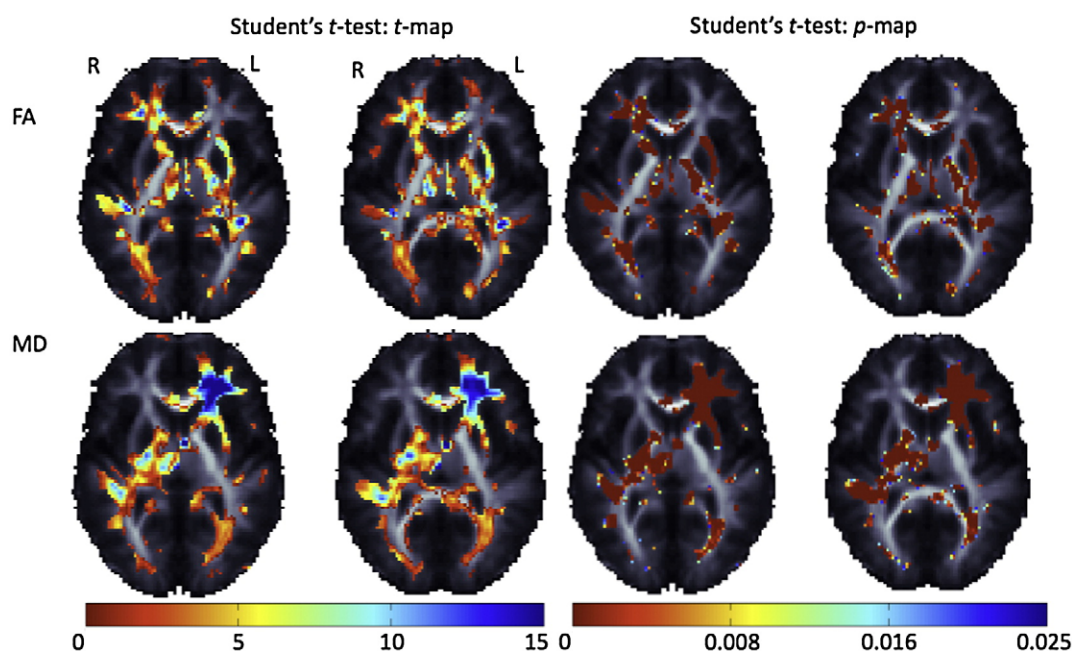 Student's t-test: t-map Student's t-test: p-map
R L R L
FA
MD
0 5 10 15 0 0.008 0.016 0.025